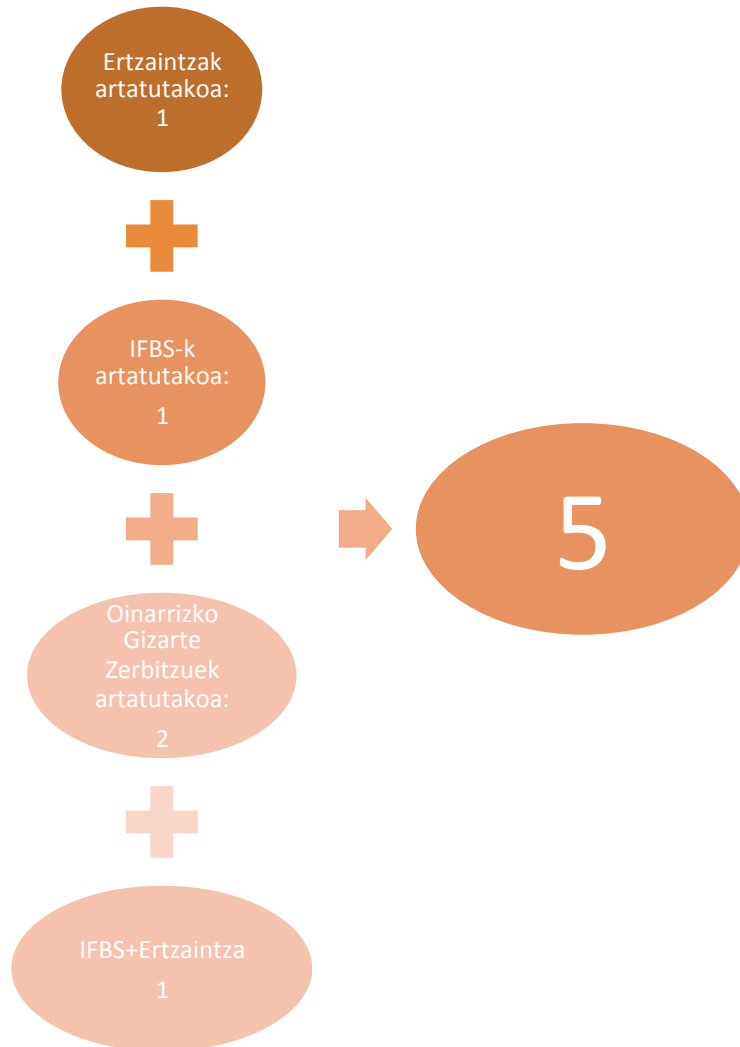 Ertzaintzak
artatutakoa:
1
IFBS-k
artatutakoa:
1
Oinarrizko
Gizarte
Zerbitzuek
artatutakoa:
2
IFBS+Ertzaintza
1
5